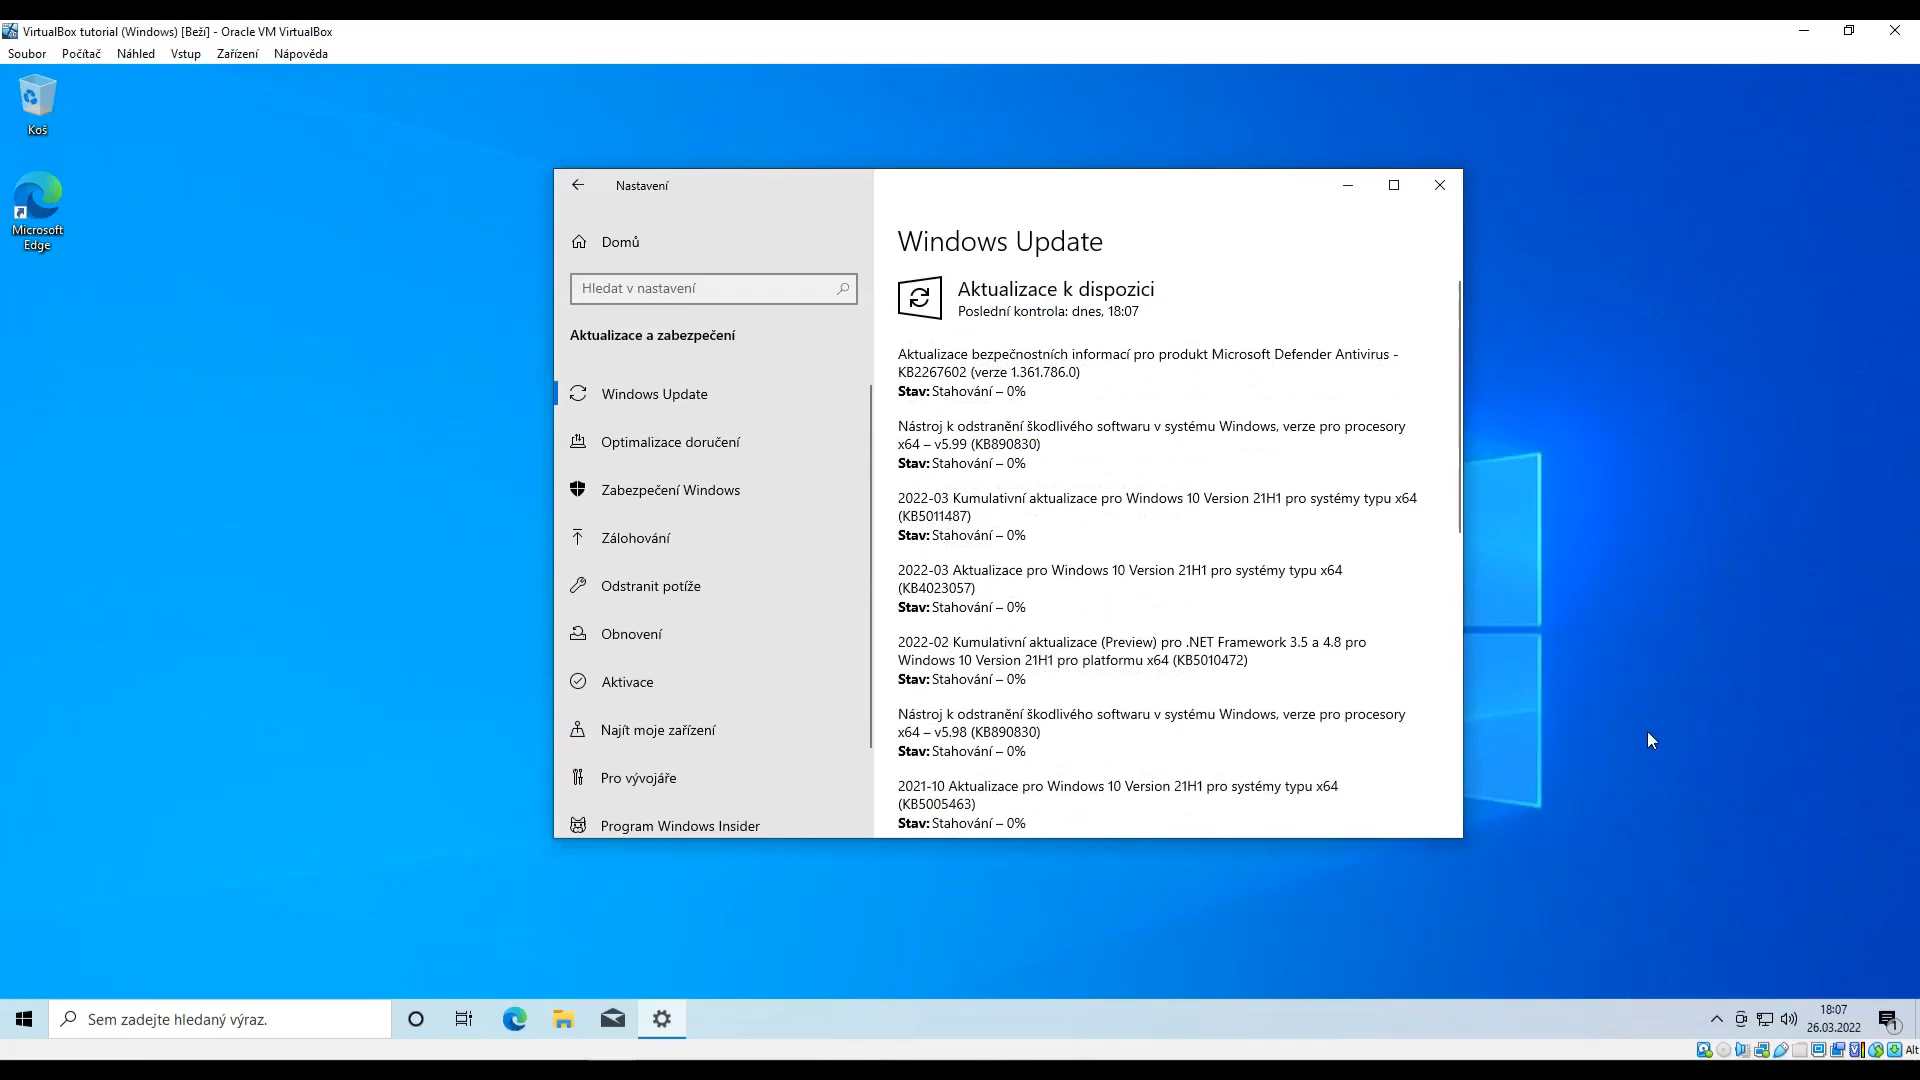 VirtualBox tutorial (Windows) [Beží] - Oracle VM VirtualBox
Soubor Počítač Náhled Vstup Zařízení Nápověda
Koš
Microsoft
Edge
Nastavení
Domů
Hledat v nastavení
Aktualizace a zabezpečení
Windows Update
Optimalizace doručení
Zabezpečení Windows
Zálohování
Odstranit potíže
Obnovení
Aktivace
Najít moje zařízení
Pro vývojáře
Program Windows Insider
Windows Update
Aktualizace k dispozici
Poslední kontrola: dnes, 18:07
Aktualizace bezpečnostních informací pro produkt Microsoft Defender Antivirus -
KB2267602 (verze 1.361.786.0)
Stav: Stahování – 0%
Nástroj k odstranění škodlivého softwaru v systému Windows, verze pro procesory
x64 – v5.99 (KB890830)
Stav: Stahování – 0%
2022-03 Kumulativní aktualizace pro Windows 10 Version 21H1 pro systémy typu x64
(KB5011487)
Stav: Stahování – 0%
2022-03 Aktualizace pro Windows 10 Version 21H1 pro systémy typu x64
(KB4023057)
Stav: Stahování – 0%
2022-02 Kumulativní aktualizace (Preview) pro .NET Framework 3.5 a 4.8 pro
Windows 10 Version 21H1 pro platformu x64 (KB5010472)
Stav: Stahování – 0%
Nástroj k odstranění škodlivého softwaru v systému Windows, verze pro procesory
x64 – v5.98 (KB890830)
Stav: Stahování – 0%
2021-10 Aktualizace pro Windows 10 Version 21H1 pro systémy typu x64
(KB5005463)
Stav: Stahování – 0%
Sem zadejte hledaný výraz.
18:07
26.03.2022
1
Alt